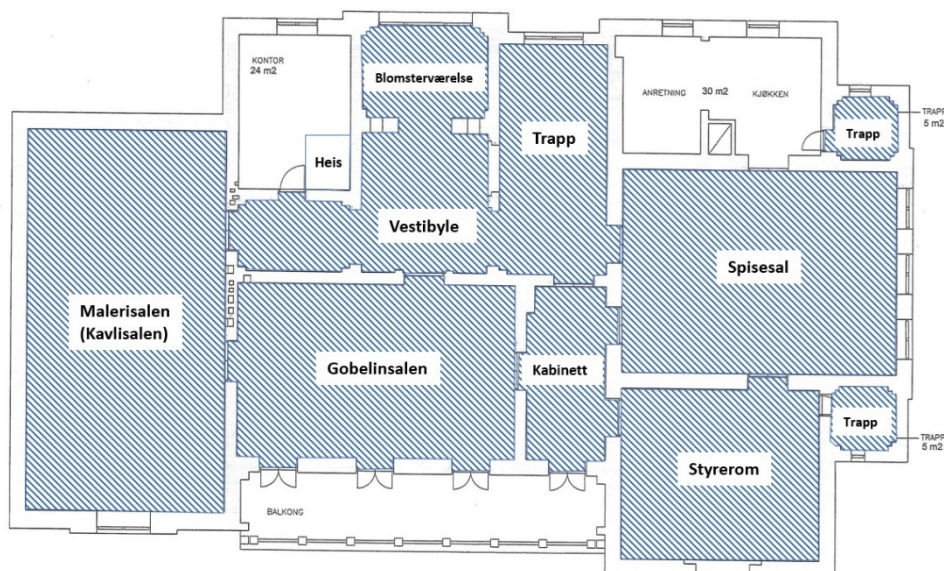 KONTOR
24 m2
Blomsterværelse
Trapp
ANRETNING 30 m2 KJØKKEN
TRAPP
5 m2
Trapp
Heis
Vestibyle
Spisesal
Malerisalen
(Kavlisalen)
Gobelinsalen
Kabinett
Trapp
TRAPP
5 m2
Styrerom
BALKONG